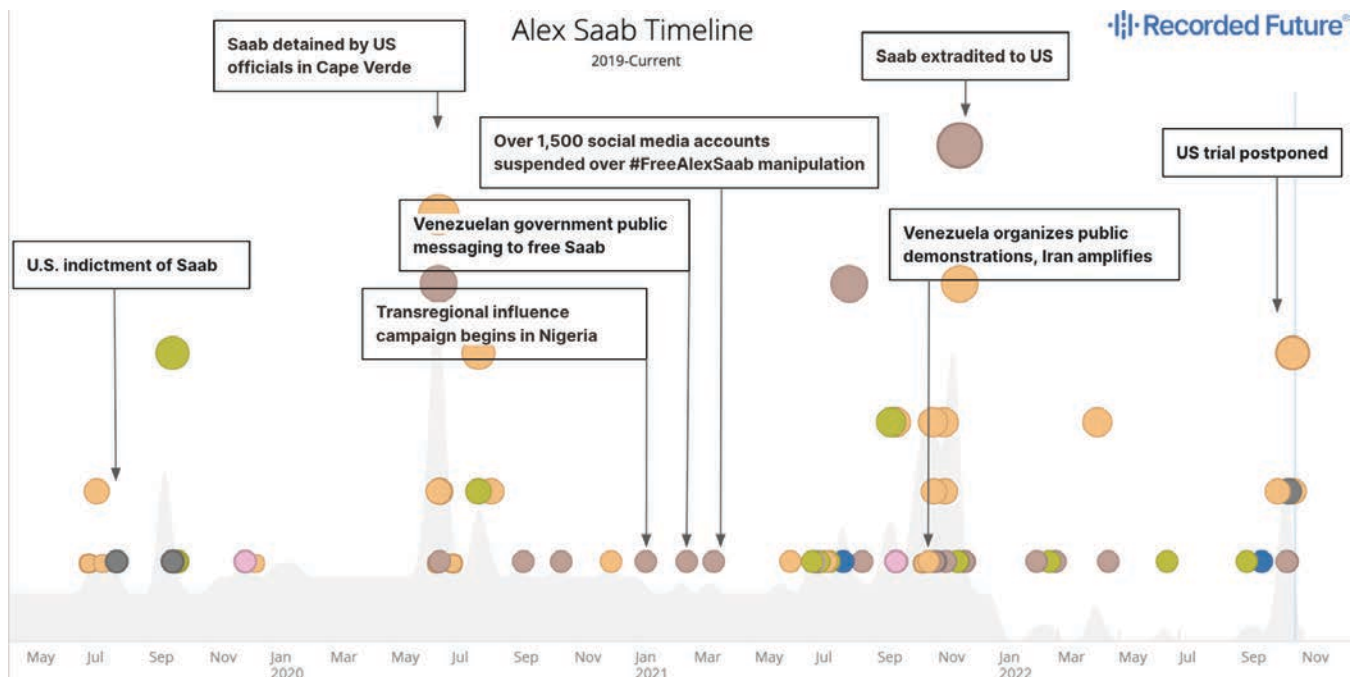 Alex Saab Timeline
2019-Current
Recorded Future®
Saab detained by US
officials in Cape Verde
Saab extradited to US
Over 1,500 social media accounts
suspended over #FreeAlexSaab manipulation
US trial postponed
Venezuelan government public
messaging to free Saab
Venezuela organizes public
demonstrations, Iran amplifies
U.S. indictment of Saab
Transregional influence
campaign begins in Nigeria
May Jul Sep Nov Jan Mar May Jul Sep Nov Jan Mar May Jul Sep Nov Jan Mar May Jul Sep Nov
2020 2021 2022